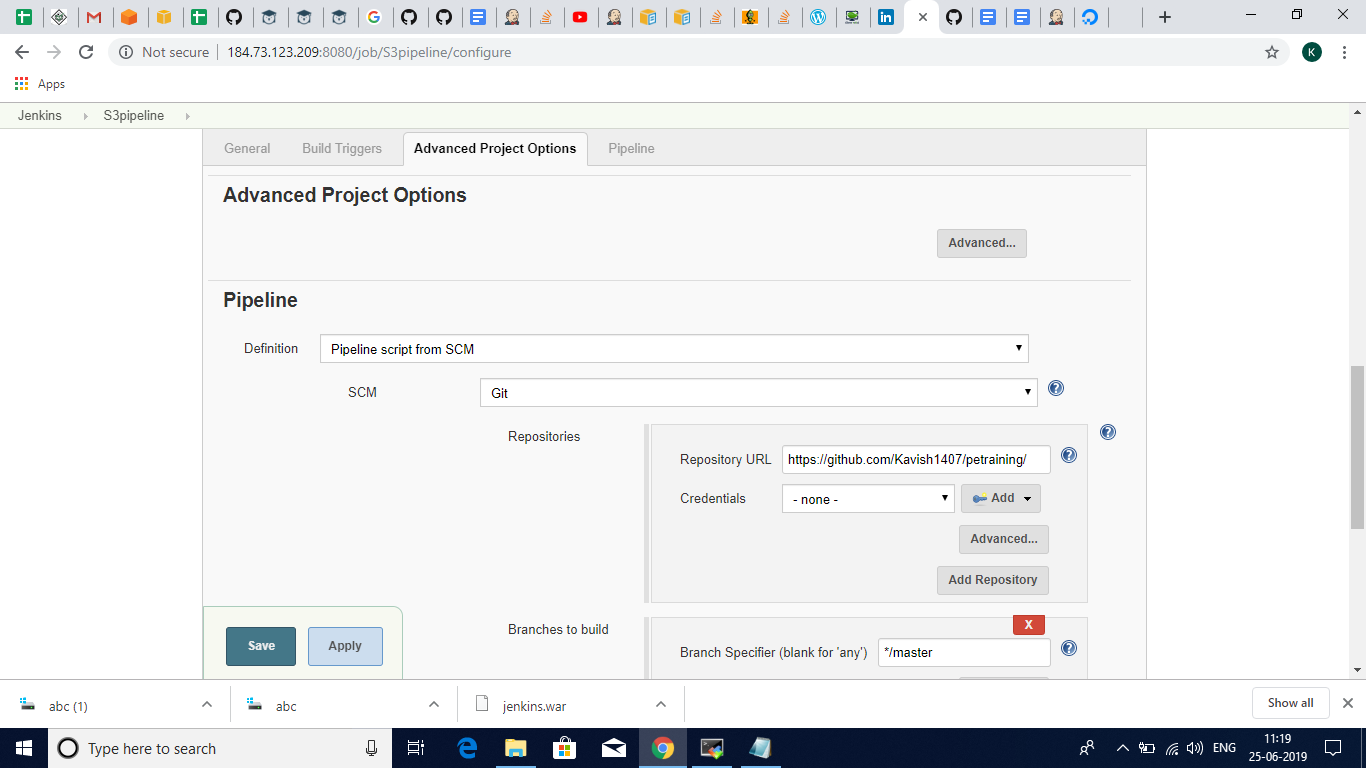 Not secure
184.73.123.209:8080/job/S3pipeline/configure
K
Apps
Jenkins
S3pipeline
General
Build Triggers
Advanced Project Options
Pipeline
Advanced Project Options
Advanced...
Pipeline
Definition
Pipeline script from SCM
SCM
Git
Repositories
Repository URL
https://github.com/Kavish1407/petraining/
Credentials
- none -
Add
Advanced...
Add Repository
Save
Apply
Branches to build
X
Branch Specifier (blank for 'any')
*/master
abc (1)
abc
jenkins.war
Show all
Type here to search
ENG
11:19
25-06-2019